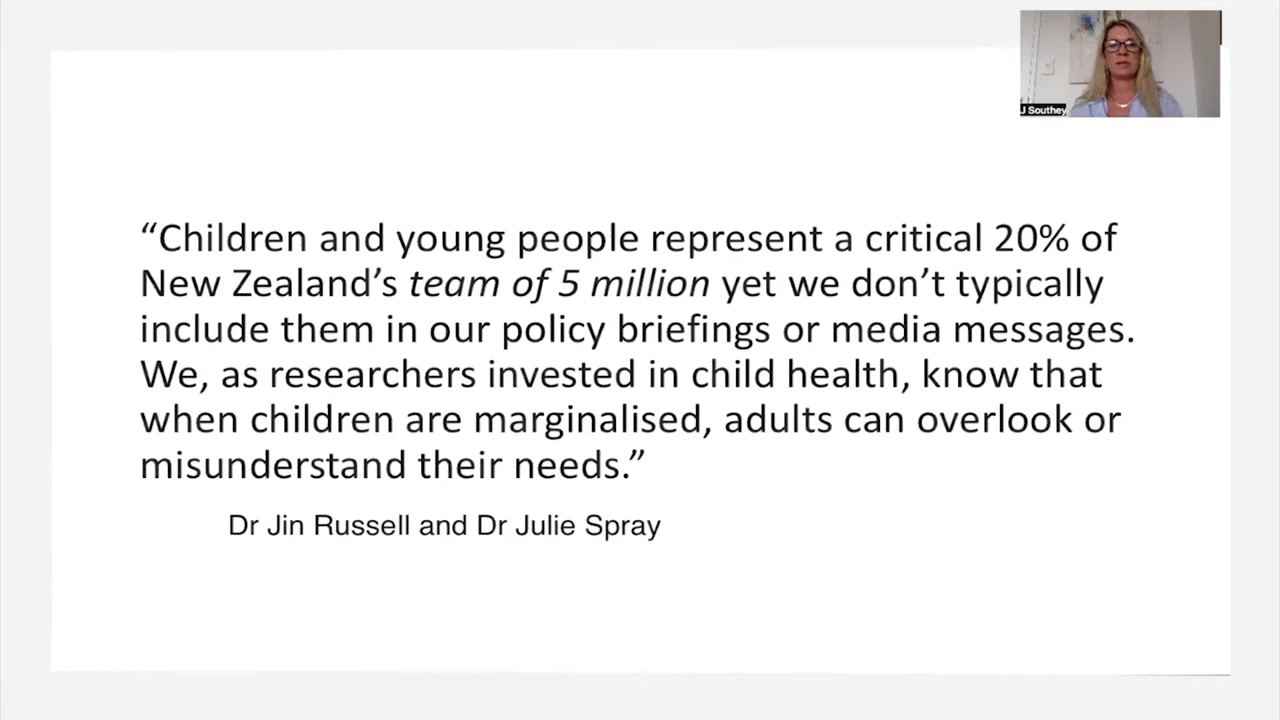 J Southey
“Children and young people represent a critical 20% of
New Zealand’s team of 5 million yet we don’t typically
include them in our policy briefings or media messages.
We, as researchers invested in child health, know that
when children are marginalised, adults can overlook or
misunderstand their needs.”
Dr Jin Russell and Dr Julie Spray